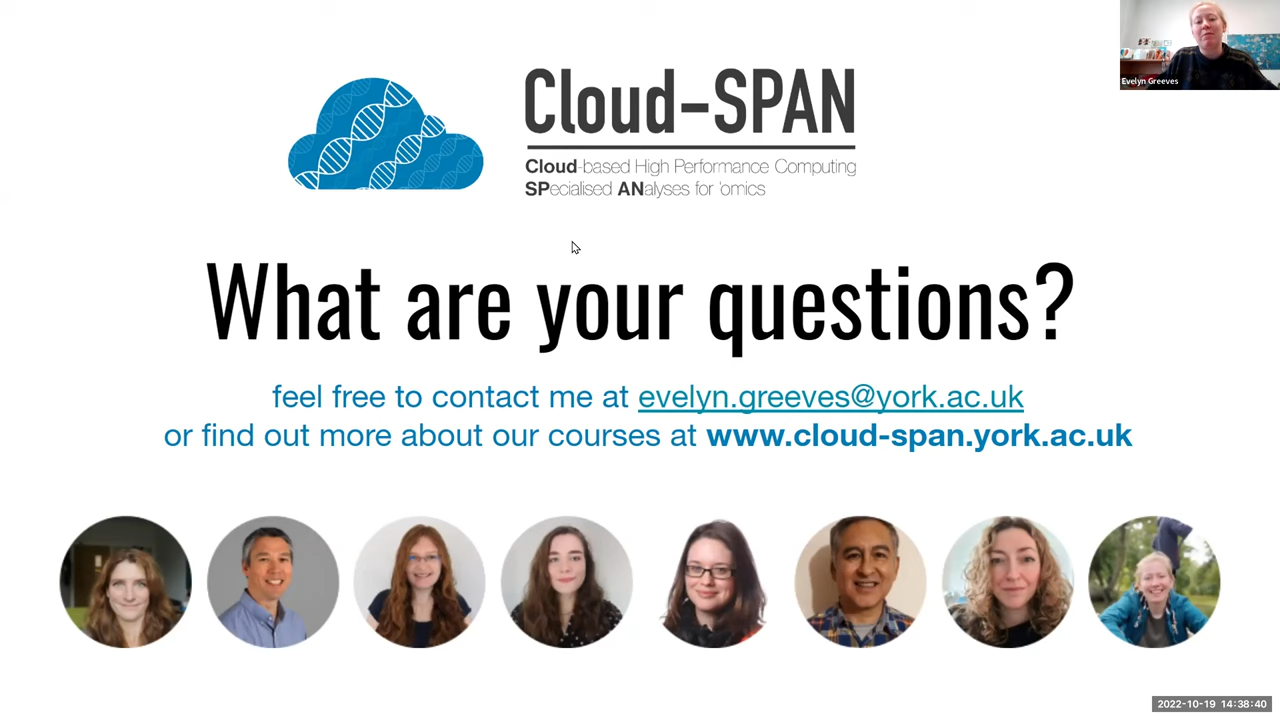 Evelyn Greeves
Cloud-SPAN
Cloud-based High Performance Computing
SPecialised ANalyses for 'omics
What are your questions?
feel free to contact me at evelyn.greeves@york.ac.uk
or find out more about our courses at www.cloud-span.york.ac.uk
2022-10-19 14:38:40